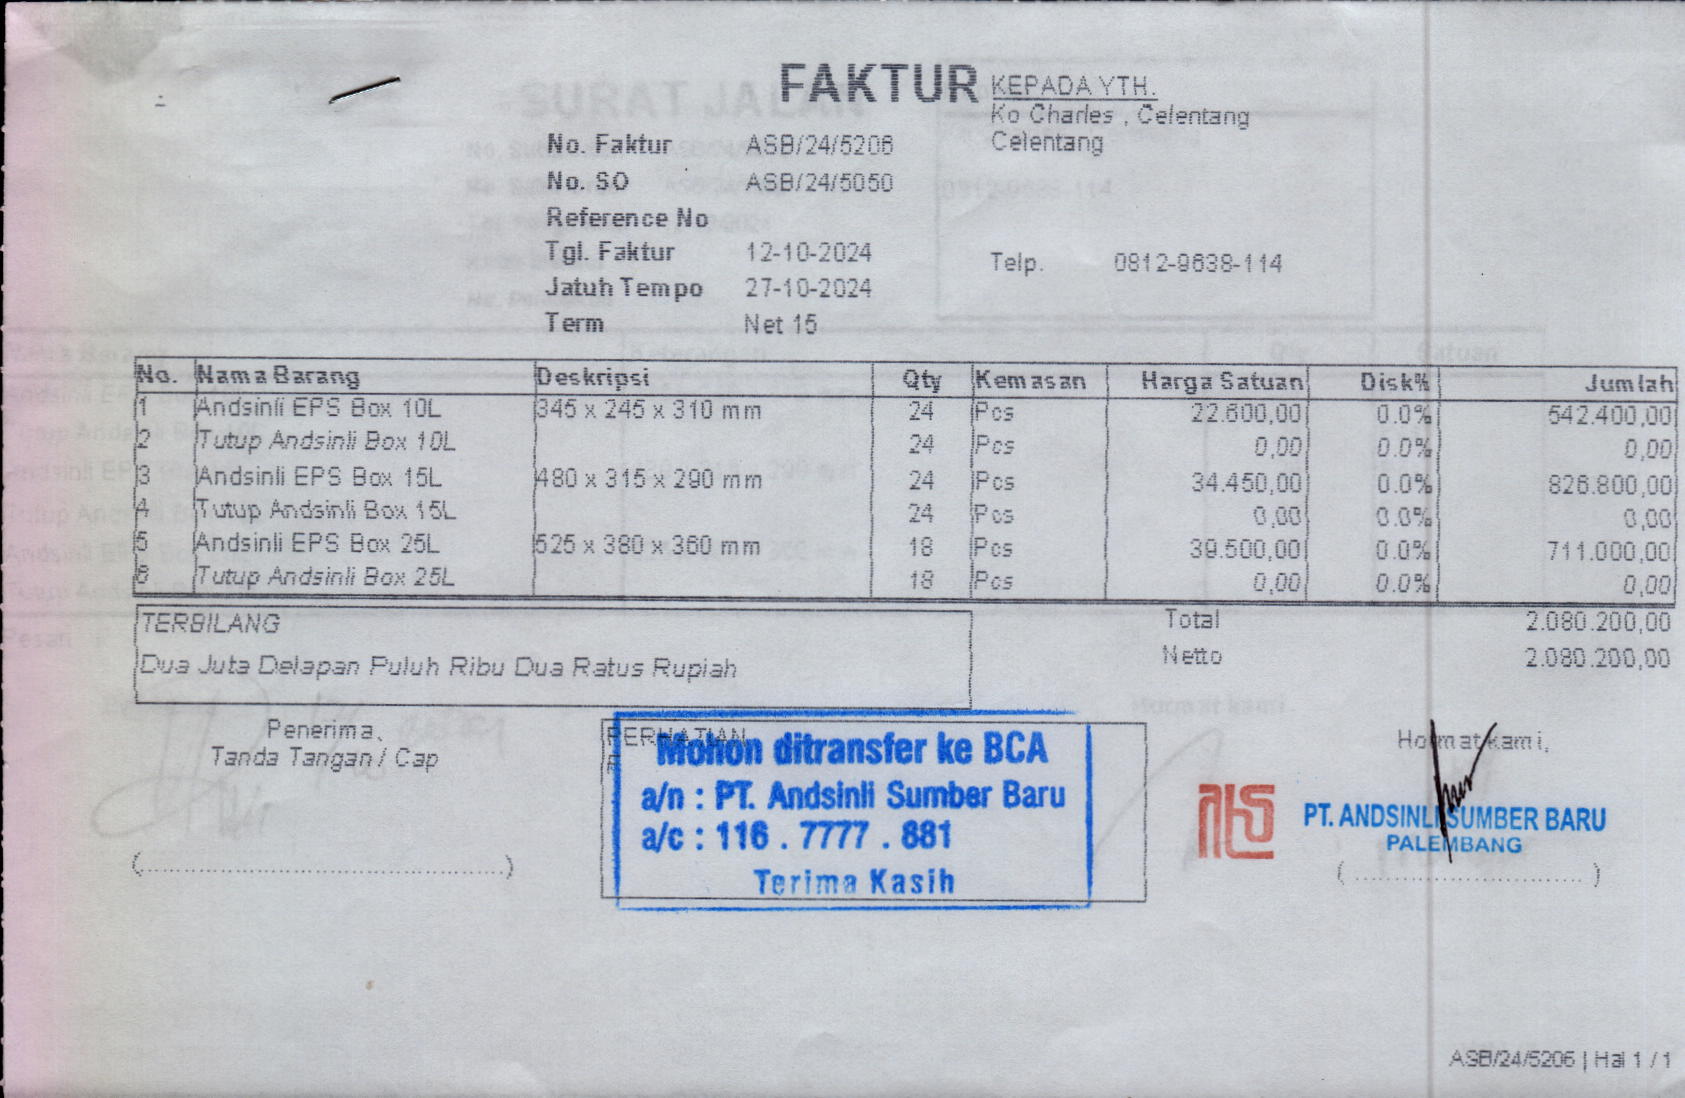 FAKTUR
KEPADA YTH.
Ko Charles , Celentang
Celentang
No. Faktur ASB/24/5206
No. SO ASB/24/5050
Reference No
Tgl. Faktur 12-10-2024
Telp. 0812-9638-114
Jatuh Tempo 27-10-2024
Term Net 15
No. Nama Barang Deskripsi Qty Kemasan Harga Satuan Disk% Jumlah
1 Andsinli EPS Box 10L 345 x 245 x 310 mm 24 Pcs 22.600,00 0.0% 542.400,00
2 Tutup Andsinli Box 10L 24 Pcs 0,00 0.0% 0,00
3 Andsinli EPS Box 15L 480 x 315 x 290 mm 24 Pcs 34.450,00 0.0% 826.800,00
4 Tutup Andsinli Box 15L 24 Pcs 0,00 0.0% 0,00
5 Andsinli EPS Box 25L 525 x 380 x 360 mm 18 Pcs 39.500,00 0.0% 711.000,00
6 Tutup Andsinli Box 25L 18 Pcs 0,00 0.0% 0,00
TERBILANG
Dua Juta Delapan Puluh Ribu Dua Ratus Rupiah
Total 2.080.200,00
Netto 2.080.200,00
Penerima,
Tanda Tangan / Cap
PERHATIAN
Mohon ditransfer ke BCA
a/n : PT. Andsinli Sumber Baru
a/c : 116 . 7777 . 881
Terima Kasih
Hormat kami,
PT. ANDSINLI SUMBER BARU
PALEMBANG
ASB/24/5206 | Hal 1 / 1
SURAT JALAN